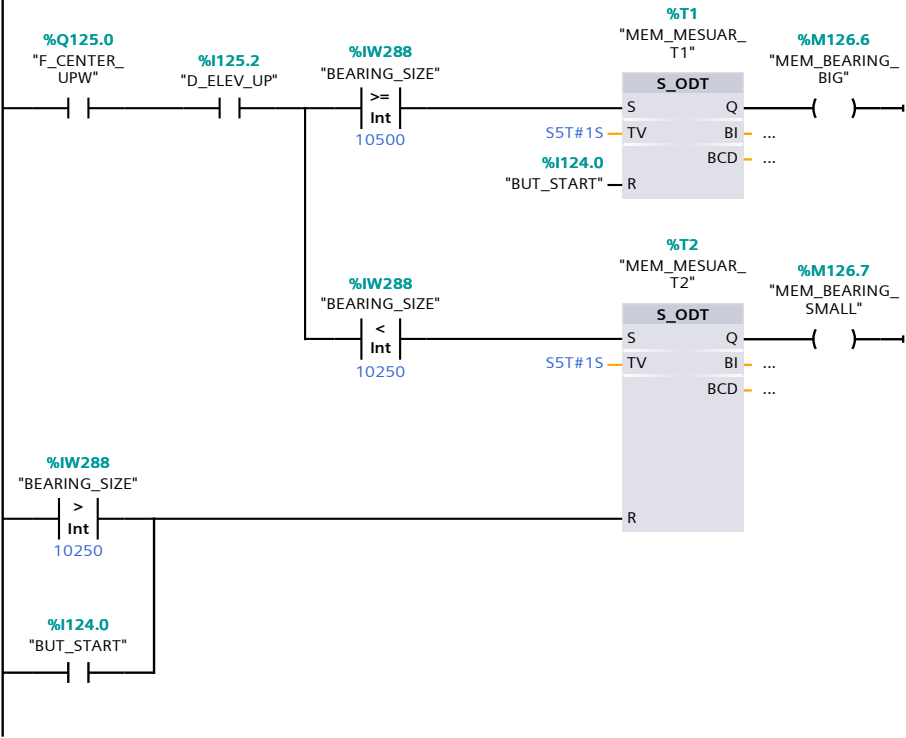 %T1
"MEM_MESUAR_
T1"
%Q125.0
"F_CENTER_
UPW"
%I125.2
"D_ELEV_UP"
%IW288
"BEARING_SIZE"
>=
Int
10500
S_ODT
S
Q
S5T#1S
TV
BI
...
BCD
...
%I124.0
"BUT_START"
R
%M126.6
"MEM_BEARING_
BIG"
%T2
"MEM_MESUAR_
T2"
%IW288
"BEARING_SIZE"
<
Int
10250
S_ODT
S
Q
S5T#1S
TV
BI
...
BCD
...
R
%M126.7
"MEM_BEARING_
SMALL"
%IW288
"BEARING_SIZE"
>
Int
10250
%I124.0
"BUT_START"